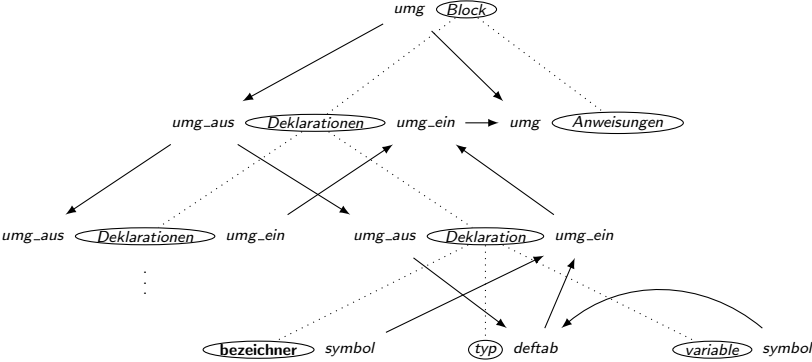 umg Block
umg_aus Deklarationen umg_ein umg Anweisungen
umg_aus Deklarationen umg_ein umg_aus Deklaration umg_ein
bezeichner symbol typ deftab variable symbol